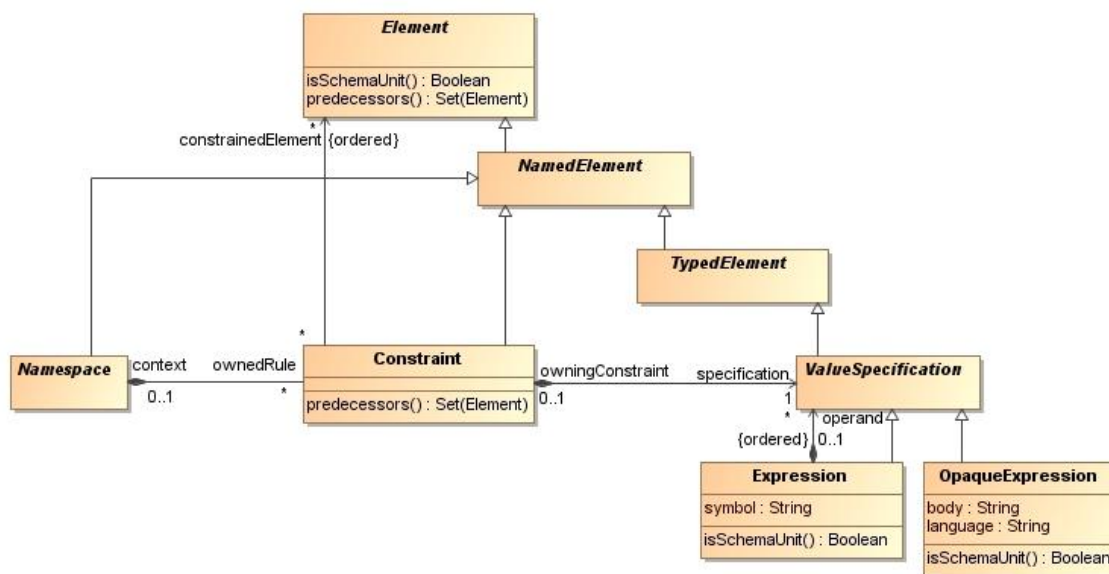 Element
isSchemaUnit() : Boolean
predecessors() : Set(Element)
*
constrainedElement {ordered}
NamedElement
TypedElement
*
Namespace
context
0..1
ownedRule
*
Constraint
predecessors() : Set(Element)
owningConstraint
0..1
specification
1
ValueSpecification
*
operand
{ordered}
0..1
Expression
symbol : String
isSchemaUnit() : Boolean
OpaqueExpression
body : String
language : String
isSchemaUnit() : Boolean